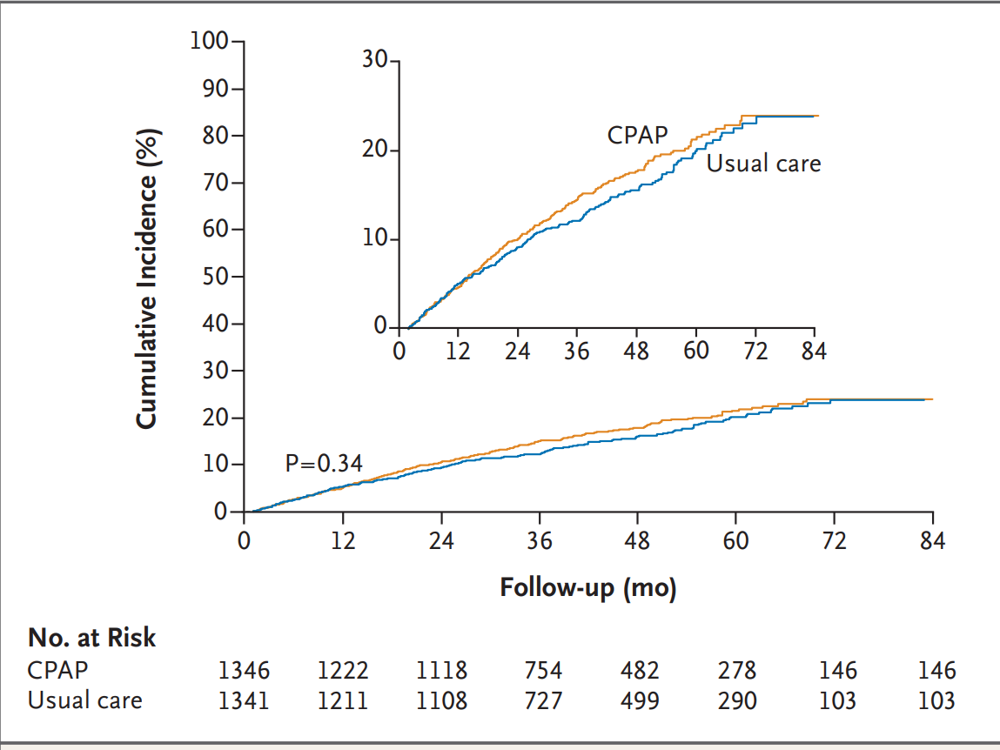 100
90
80
70
60
50
40
30
20
10
0
Cumulative Incidence (%)
30
20
10
0
CPAP
Usual care
0 12 24 36 48 60 72 84
P=0.34
0 12 24 36 48 60 72 84
Follow-up (mo)
No. at Risk
CPAP 1346 1222 1118 754 482 278 146 146
Usual care 1341 1211 1108 727 499 290 103 103